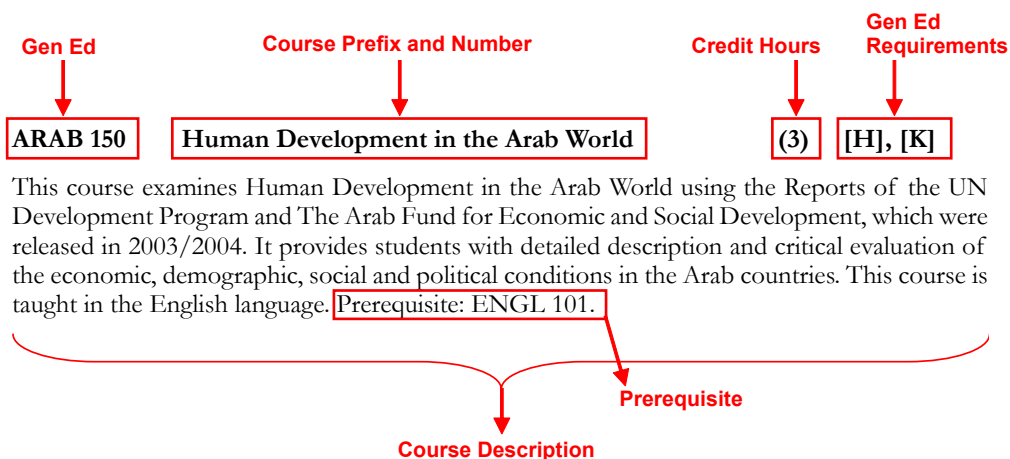 Gen Ed
Course Prefix and Number
Credit Hours
Gen Ed
Requirements
ARAB 150 Human Development in the Arab World (3) [H], [K]
This course examines Human Development in the Arab World using the Reports of the UN
Development Program and The Arab Fund for Economic and Social Development, which were
released in 2003/2004. It provides students with detailed description and critical evaluation of
the economic, demographic, social and political conditions in the Arab countries. This course is
taught in the English language. Prerequisite: ENGL 101.
Prerequisite
Course Description